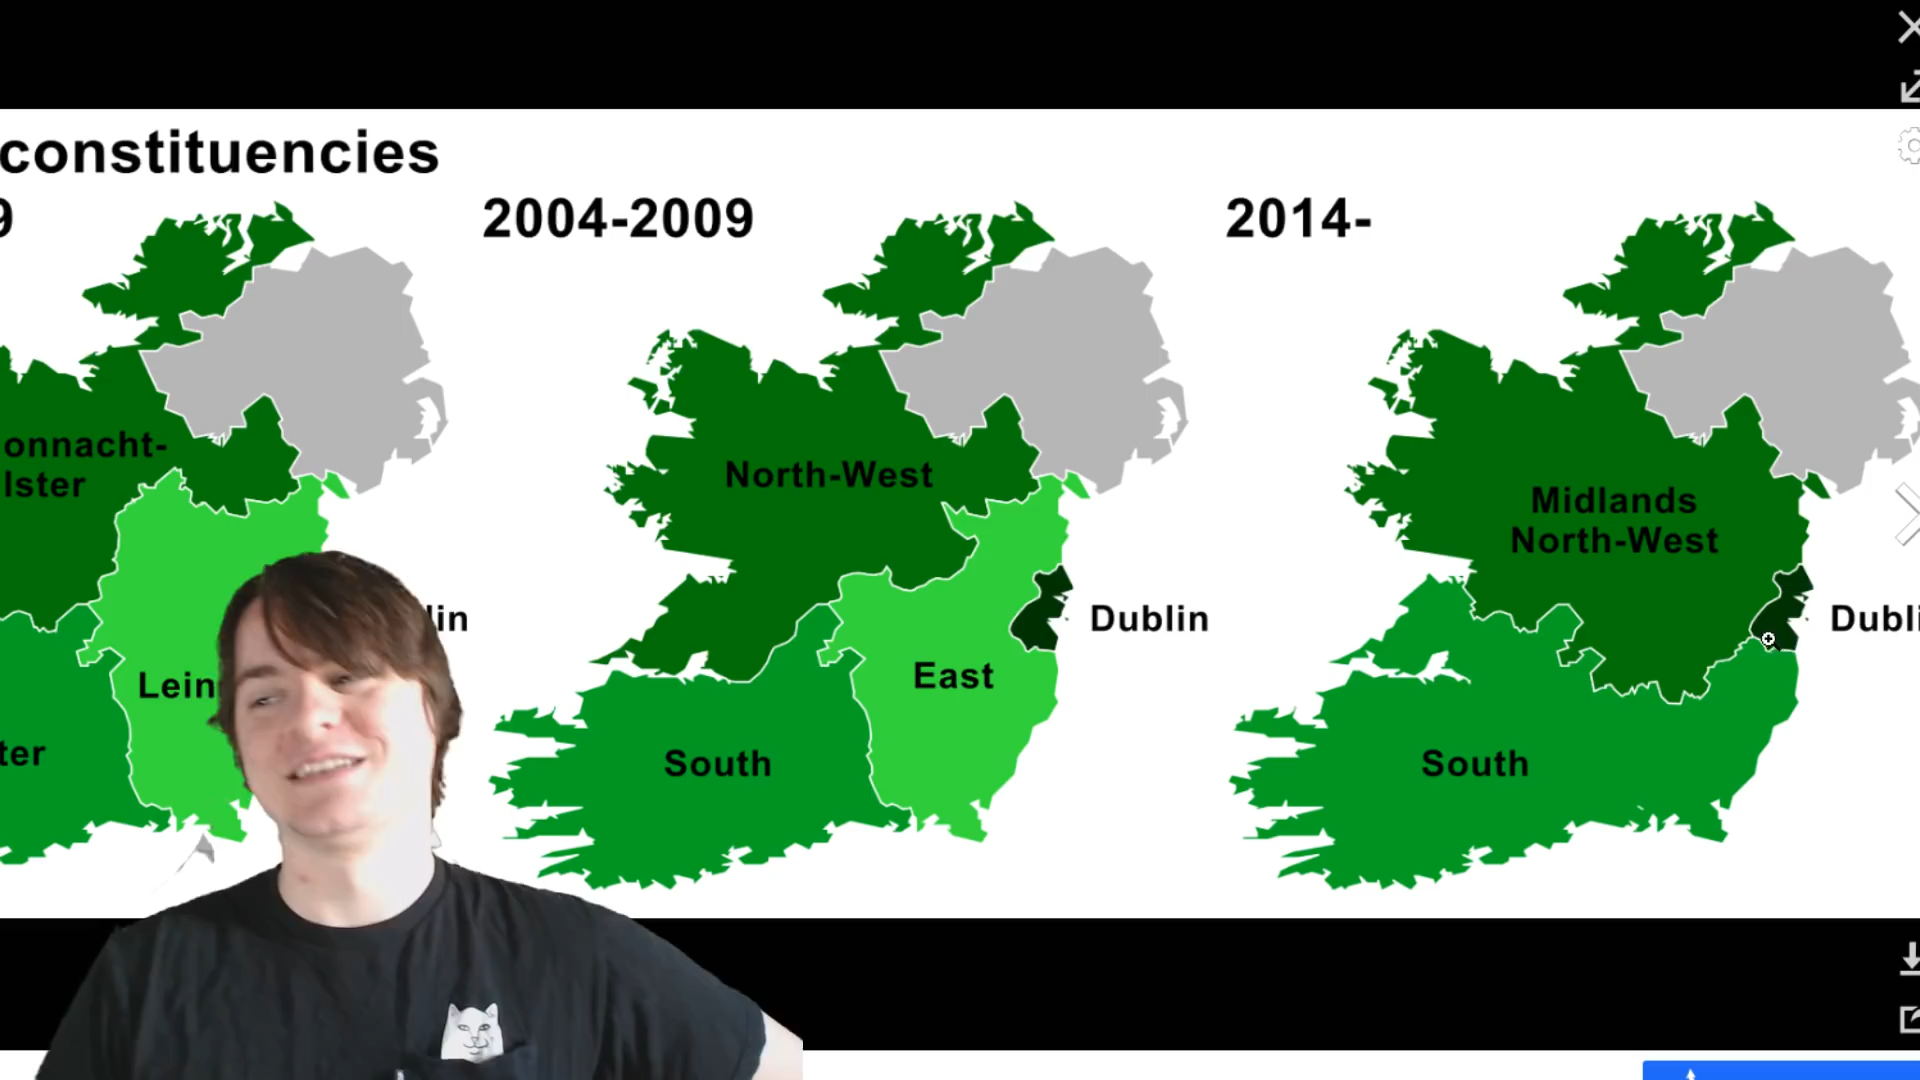 constituencies
9
2004-2009
2014-
onnacht-
lster
North-West
Midlands
North-West
lin
Dublin
Dubli
Lein
East
ter
South
South